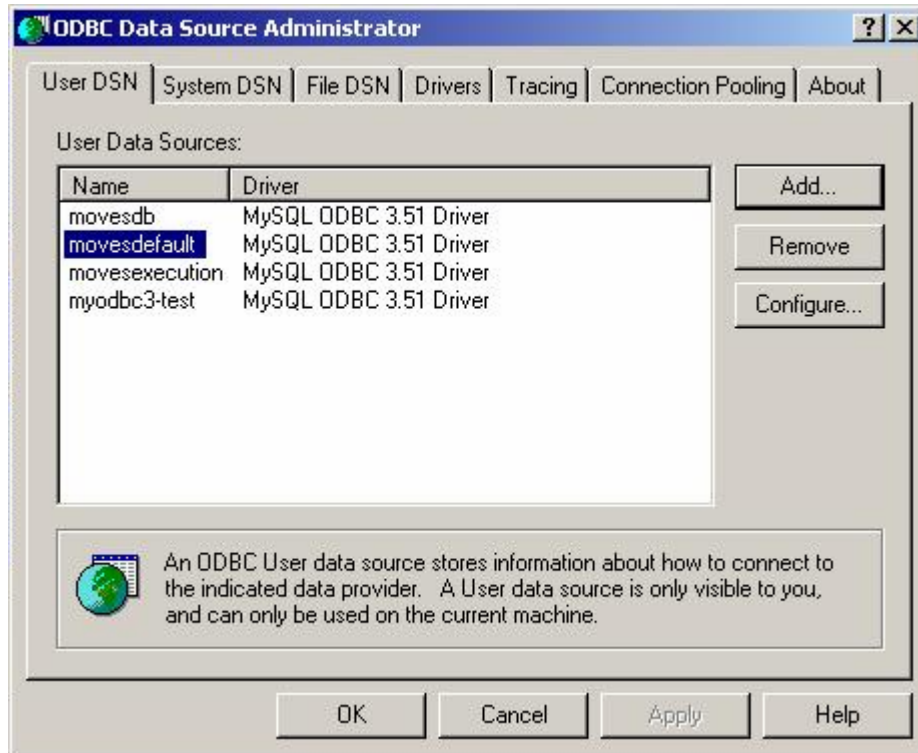 ODBC Data Source Administrator
User DSN System DSN File DSN Drivers Tracing Connection Pooling About
User Data Sources:
Name Driver
movesdb MySQL ODBC 3.51 Driver
movesdefault MySQL ODBC 3.51 Driver
movesexecution MySQL ODBC 3.51 Driver
myodbc3-test MySQL ODBC 3.51 Driver
Add...
Remove
Configure...
An ODBC User data source stores information about how to connect to
the indicated data provider. A User data source is only visible to you,
and can only be used on the current machine.
OK Cancel Apply Help